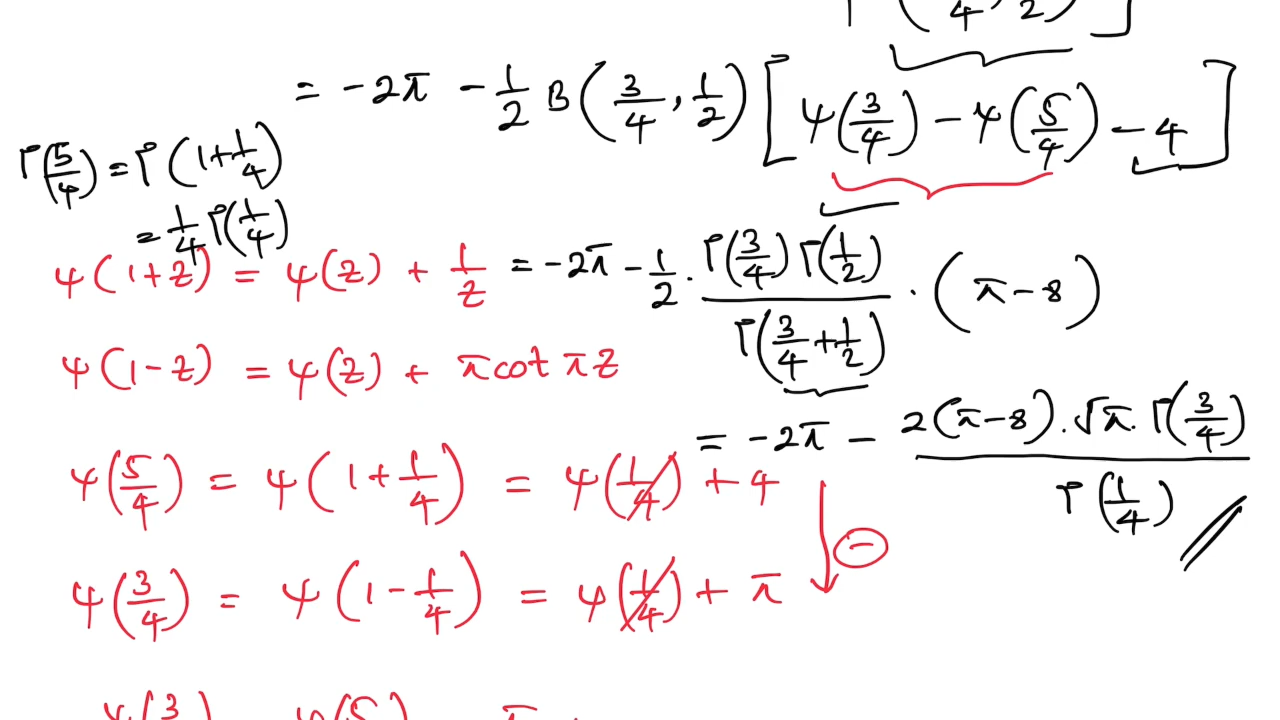 (  4 , 2 ) ]
= -2π - 1/2 B(3/4, 1/2) [ψ(3/4) - ψ(5/4) - 4]
Γ(5/4) = Γ(1 + 1/4)
= 1/4 Γ(1/4)
ψ(1+z) = ψ(z) + 1/z
= -2π - 1/2 · Γ(3/4) Γ(1/2) / Γ(3/4 + 1/2) · (π - 8)
ψ(1-z) = ψ(z) + π cot πz
= -2π - 2(π - 8) · √π · Γ(3/4) / Γ(1/4)
ψ(5/4) = ψ(1 + 1/4) = ψ(1/4) + 4
⊖
ψ(3/4) = ψ(1 - 1/4) = ψ(1/4) + π